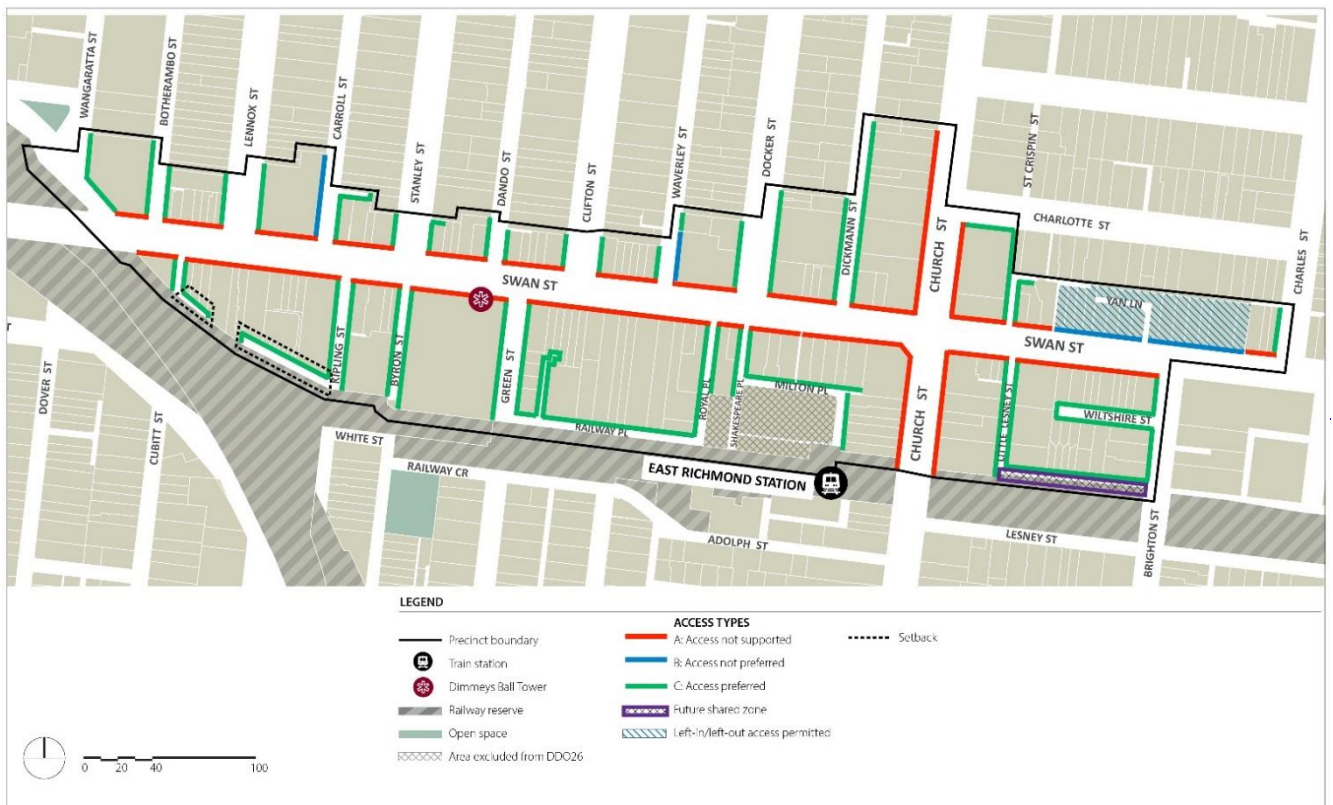 WANGARATTA ST
BOTHERAMBO ST
LENNOX ST
CARROLL ST
STANLEY ST
DANDO ST
CLIFTON ST
WAVERLEY ST
DOCKER ST
DICKMANN ST
CHURCH ST
ST CRISPIN ST
CHARLOTTE ST
CHARLES ST
YAN LN
SWAN ST
SWAN ST
KIPLING ST
BYRON ST
GREEN ST
ROYAL PL
SHAKESPEARE PL
MILTON PL
LITTLE LESNEY ST
WILTSHIRE ST
DOVER ST
CUBITT ST
WHITE ST
RAILWAY PL
RAILWAY CR
EAST RICHMOND STATION
CHURCH ST
ADOLPH ST
LESNEY ST
BRIGHTON ST
T
LEGEND
Precinct boundary
Train station
Dimmeys Ball Tower
Railway reserve
Open space
Area excluded from DDO26
ACCESS TYPES
A: Access not supported
B: Access not preferred
C: Access preferred
Future shared zone
Left-in/left-out access permitted
Setback
0 20 40 100